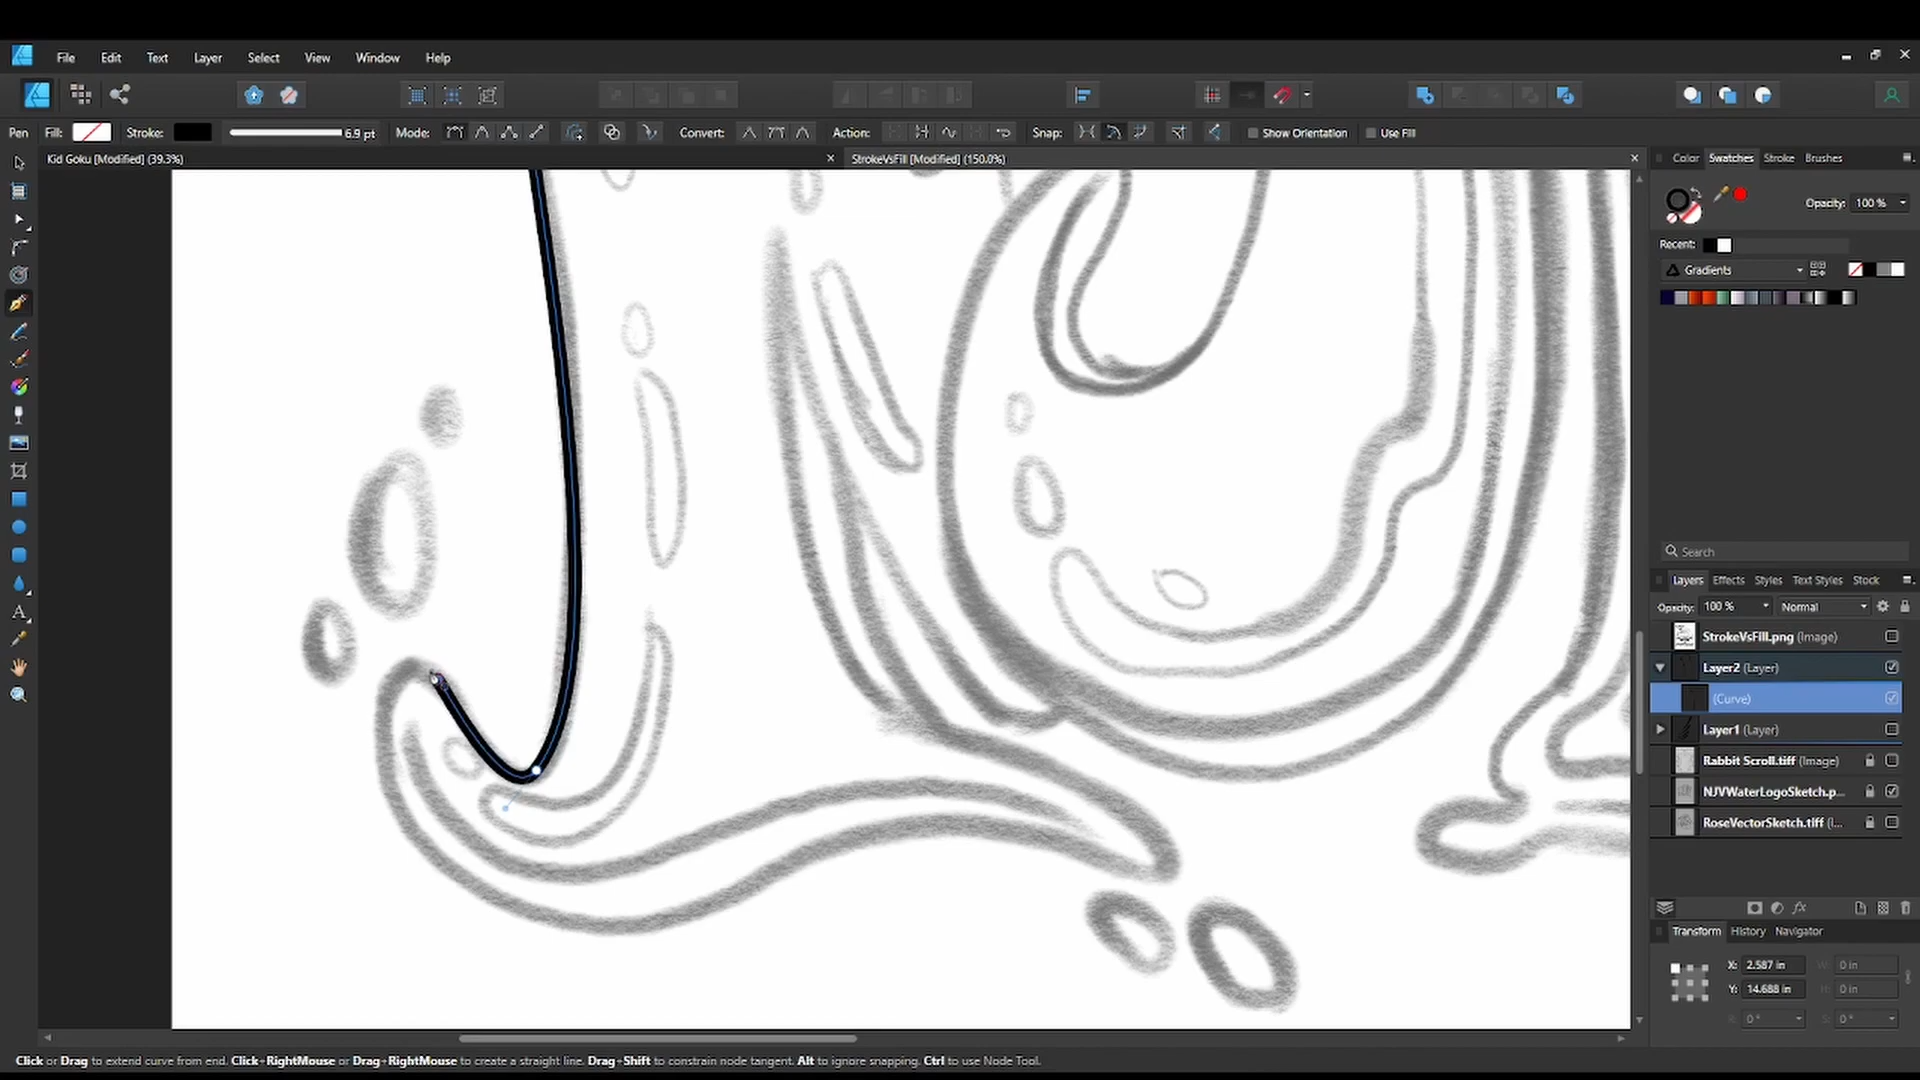 File Edit Text Layer Select View Window Help
Pen Fill: Stroke: 6.9 pt Mode: Convert: Action: Snap: Show Orientation Use Fill
Kid Goku [Modified] (39.3%) StrokeVsFill [Modified] (150.0%)
Color Swatches Stroke Brushes
Opacity: 100 %
Recent:
Gradients
Search
Layers Effects Styles Text Styles Stock
Opacity: 100 % Normal
StrokeVsFill.png (Image)
Layer2 (Layer)
(Curve)
Layer1 (Layer)
Rabbit Scroll.tiff (Image)
NJVWaterLogoSketch.p...
RoseVectorSketch.tiff (I...
Transform History Navigator
X: 2.587 in W: 0 in
Y: 14.688 in H: 0 in
R: 0 ° S: 0 °
Click or Drag to extend curve from end. Click+RightMouse or Drag+RightMouse to create a straight line. Drag+Shift to constrain node tangent. Alt to ignore snapping. Ctrl to use Node Tool.